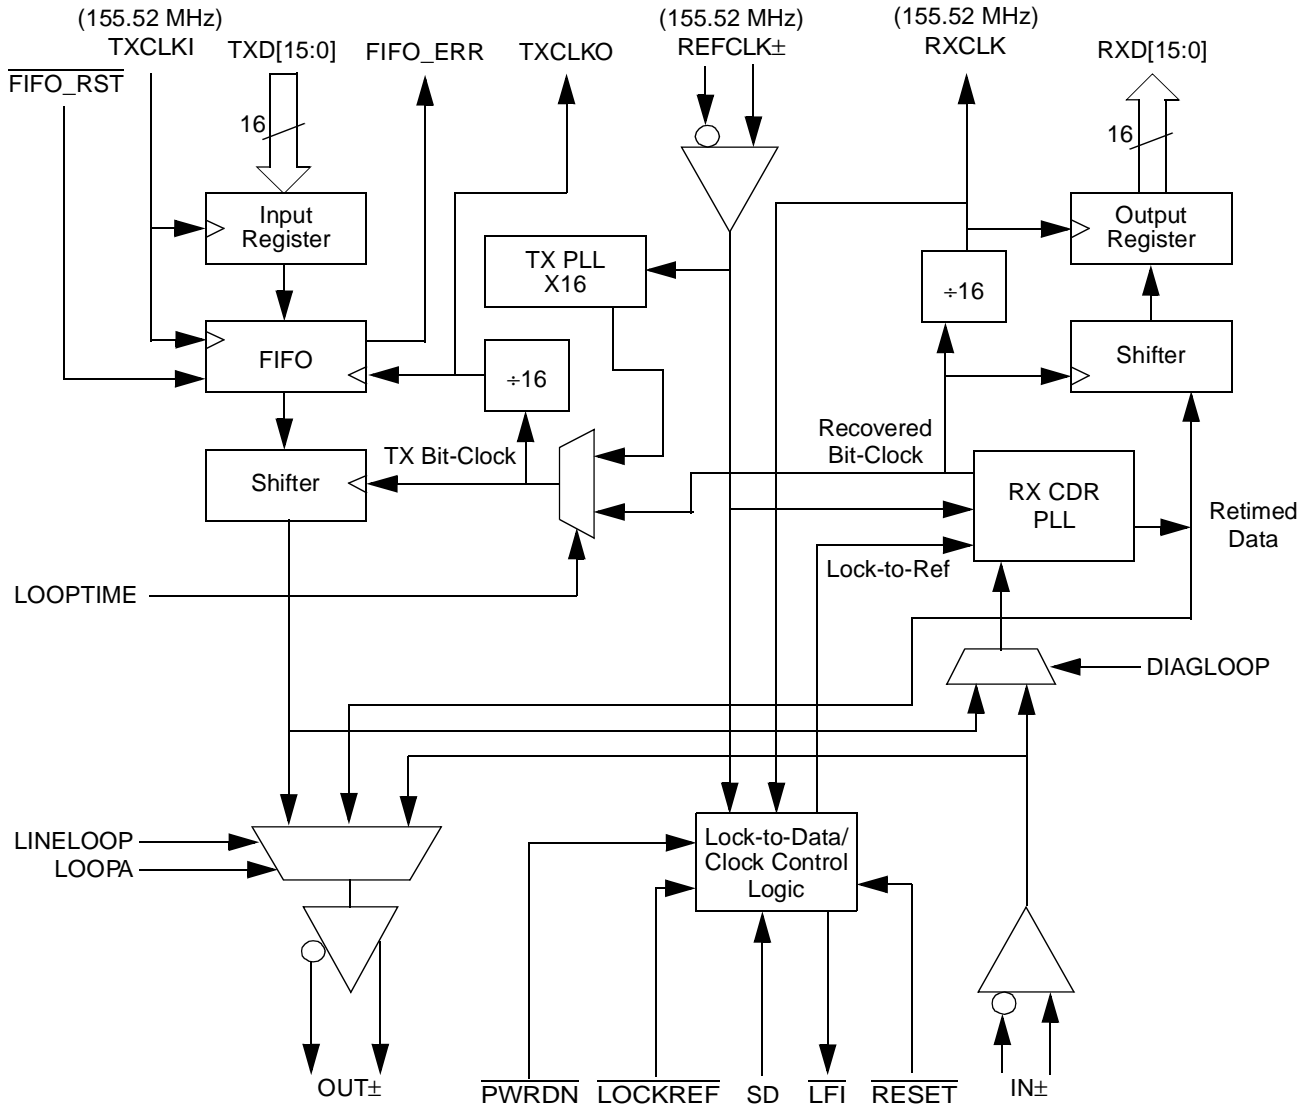 (155.52 MHz)
TXCLKI
TXD[15:0]
FIFO_ERR
TXCLKO
(155.52 MHz)
REFCLK±
(155.52 MHz)
RXCLK
RXD[15:0]
FIFO_RST
16
16
Input
Register
TX PLL
X16
÷16
Output
Register
FIFO
÷16
Shifter
Shifter
TX Bit-Clock
Recovered
Bit-Clock
RX CDR
PLL
Retimed
Data
Lock-to-Ref
LOOPTIME
DIAGLOOP
LINELOOP
LOOPA
Lock-to-Data/
Clock Control
Logic
OUT±
PWRDN
LOCKREF
SD
LFI
RESET
IN±